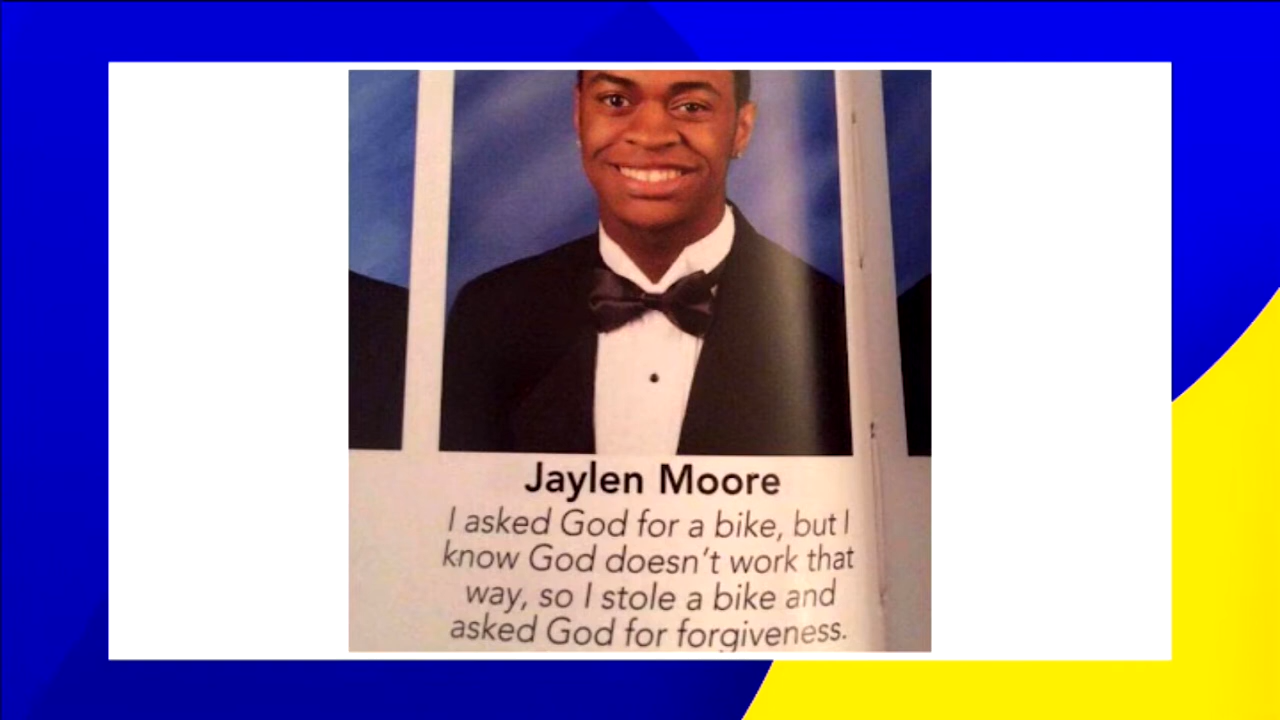 Jaylen Moore
I asked God for a bike, but I
know God doesn't work that
way, so I stole a bike and
asked God for forgiveness.